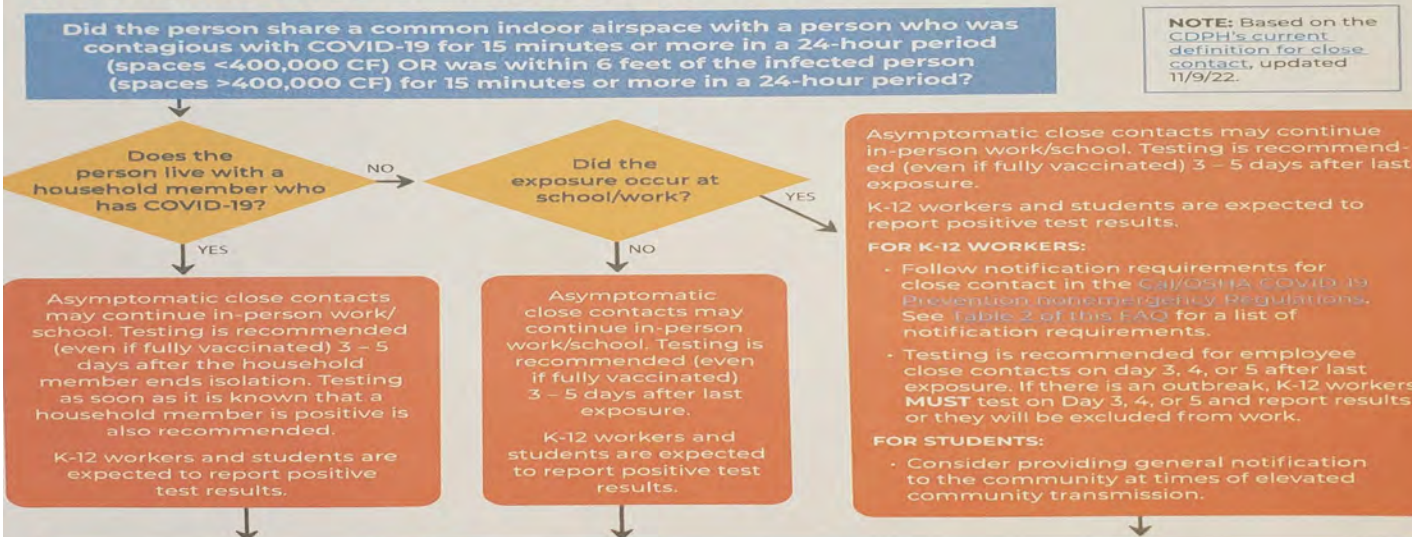 Did the person share a common indoor airspace with a person who was
contagious with COVID-19 for 15 minutes or more in a 24-hour period
(spaces <400,000 CF) OR was within 6 feet of the infected person
(spaces >400,000 CF) for 15 minutes or more in a 24-hour period?
NOTE: Based on the
CDPH's current
definition for close
contact, updated
11/9/22.
Does the
person live with a
household member who
has COVID-19?
NO
Did the
exposure occur at
school/work?
YES
YES
NO
Asymptomatic close contacts
may continue in-person work/
school. Testing is recommended
(even if fully vaccinated) 3 – 5
days after the household
member ends isolation. Testing
as soon as it is known that a
household member is positive is
also recommended.
K-12 workers and students are
expected to report positive
test results.
Asymptomatic
close contacts may
continue in-person
work/school. Testing is
recommended (even
if fully vaccinated)
3 – 5 days after last
exposure.
K-12 workers and
students are expected
to report positive test
results.
Asymptomatic close contacts may continue
in-person work/school. Testing is recommend-
ed (even if fully vaccinated) 3 – 5 days after last
exposure.
K-12 workers and students are expected to
report positive test results.
FOR K-12 WORKERS:
• Follow notification requirements for
close contact in the Cal/OSHA COVID-19
Prevention nonemergency Regulations.
See Table 2 of this FAQ for a list of
notification requirements.
• Testing is recommended for employee
close contacts on day 3, 4, or 5 after last
exposure. If there is an outbreak, K-12 workers
MUST test on Day 3, 4, or 5 and report results
or they will be excluded from work.
FOR STUDENTS:
• Consider providing general notification
to the community at times of elevated
community transmission.